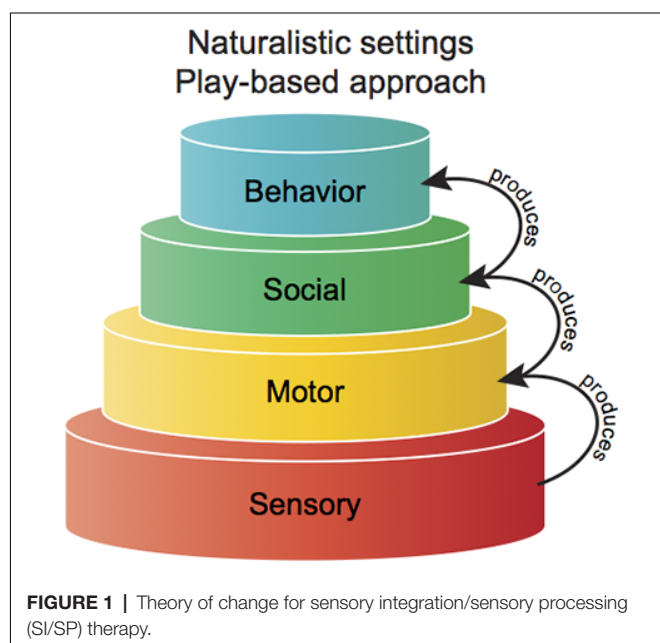 Naturalistic settings
Play-based approach
Behavior
produces
Social
produces
Motor
produces
Sensory
FIGURE 1 | Theory of change for sensory integration/sensory processing
(SI/SP) therapy.